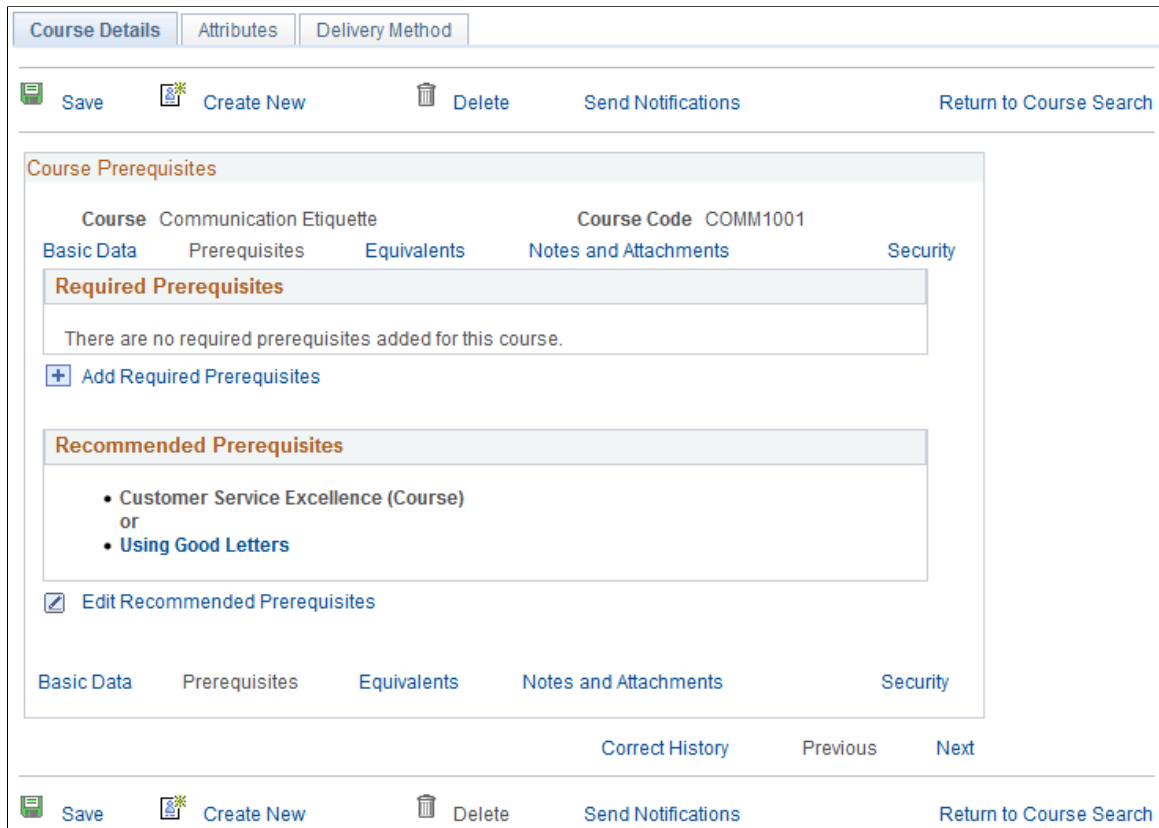 Course Details Attributes Delivery Method
Save Create New Delete Send Notifications Return to Course Search
Course Prerequisites
Course Communication Etiquette Course Code COMM1001
Basic Data Prerequisites Equivalents Notes and Attachments Security
Required Prerequisites
There are no required prerequisites added for this course.
Add Required Prerequisites
Recommended Prerequisites
• Customer Service Excellence (Course)
or
• Using Good Letters
Edit Recommended Prerequisites
Basic Data Prerequisites Equivalents Notes and Attachments Security
Correct History Previous Next
Save Create New Delete Send Notifications Return to Course Search